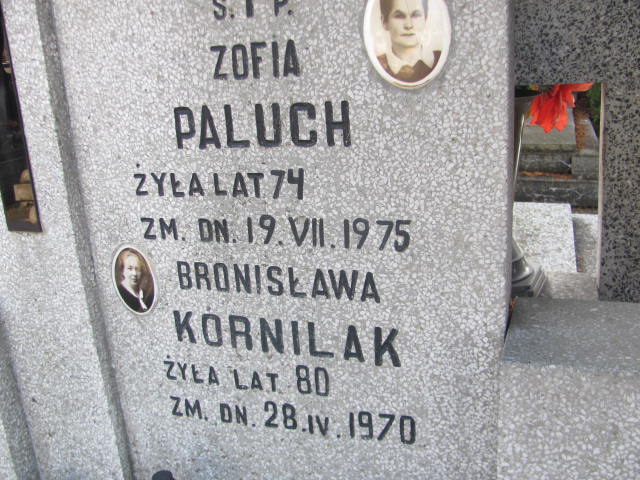 Ś. † P.
ZOFIA
PALUCH
ŻYŁA LAT 74
ZM. DN. 19.VII.1975
BRONISŁAWA
KORNILAK
ŻYŁA LAT 80
ZM. DN. 28.IV.1970